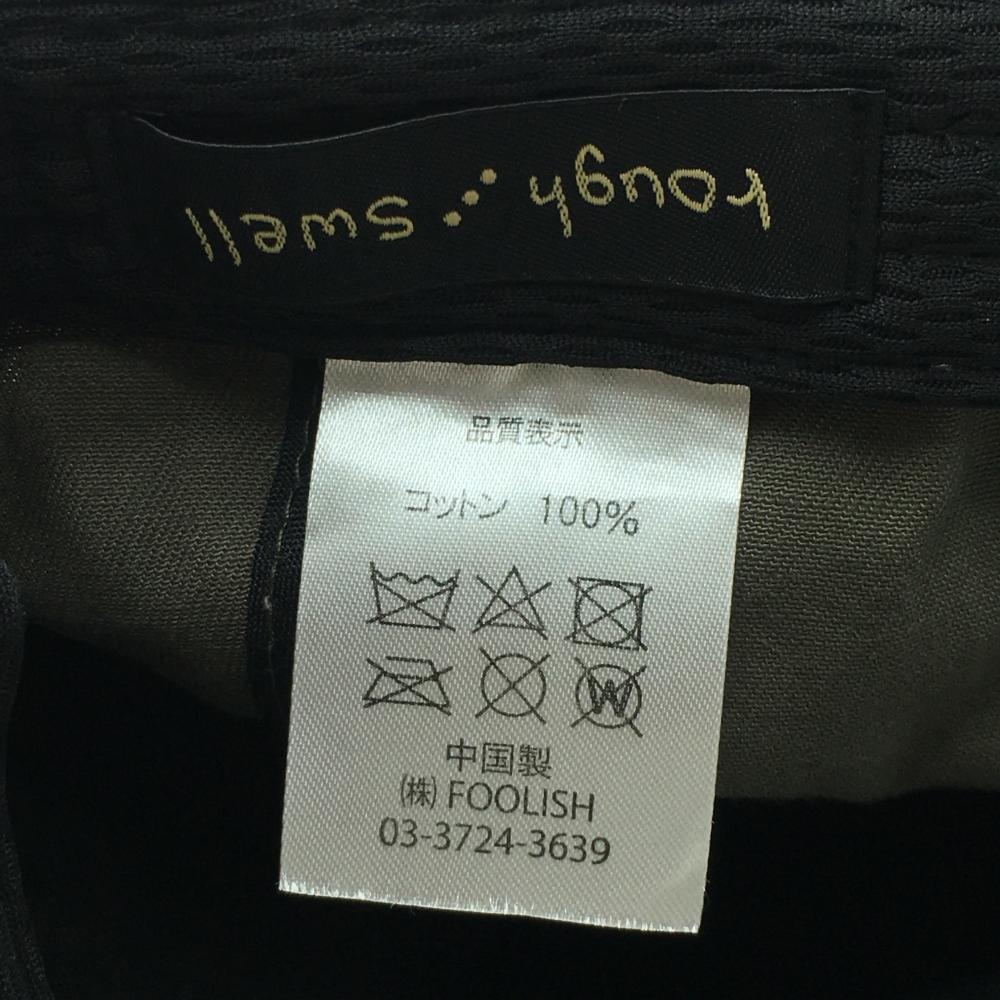 rough swell
品質表示
コットン 100%
W
中国製
㈱ FOOLISH
03-3724-3639